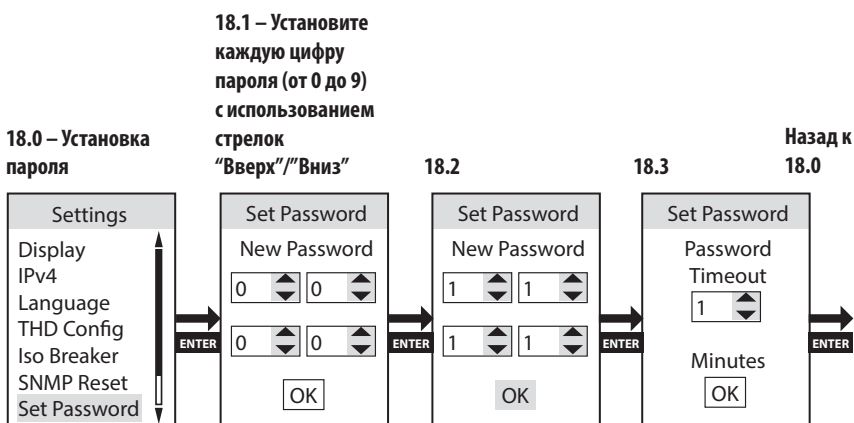 18.0 – Установка
пароля
18.1 – Установите
каждую цифру
пароля (от 0 до 9)
с использованием
стрелок
“Вверх”/”Вниз”
18.2
18.3
Назад к
18.0
Settings
Display
IPv4
Language
THD Config
Iso Breaker
SNMP Reset
Set Password
ENTER
Set Password
New Password
0 0
0 0
OK
ENTER
Set Password
New Password
1 1
1 1
OK
ENTER
Set Password
Password
Timeout
1
Minutes
OK
ENTER